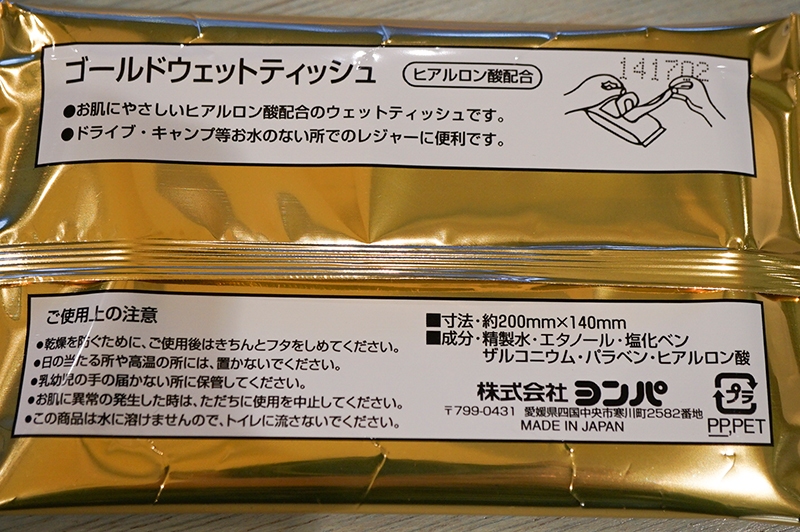 ゴールドウェットティッシュ ヒアルロン酸配合
141702
●お肌にやさしいヒアルロン酸配合のウェットティッシュです。
●ドライブ・キャンプ等お水のない所でのレジャーに便利です。
ご使用上の注意
●乾燥を防ぐために、ご使用後はきちんとフタをしめてください。
●日の当たる所や高温の所には、置かないでください。
●乳幼児の手の届かない所に保管してください。
●お肌に異常の発生した時は、ただちに使用を中止してください。
●この商品は水に溶けませんので、トイレに流さないでください。
■寸法・約200mm×140mm
■成分・精製水・エタノール・塩化ベン
ザルコニウム・パラベン・ヒアルロン酸
株式会社 ヨンパ
〒799-0431 愛媛県四国中央市寒川町2582番地
MADE IN JAPAN
プラ
PP,PET